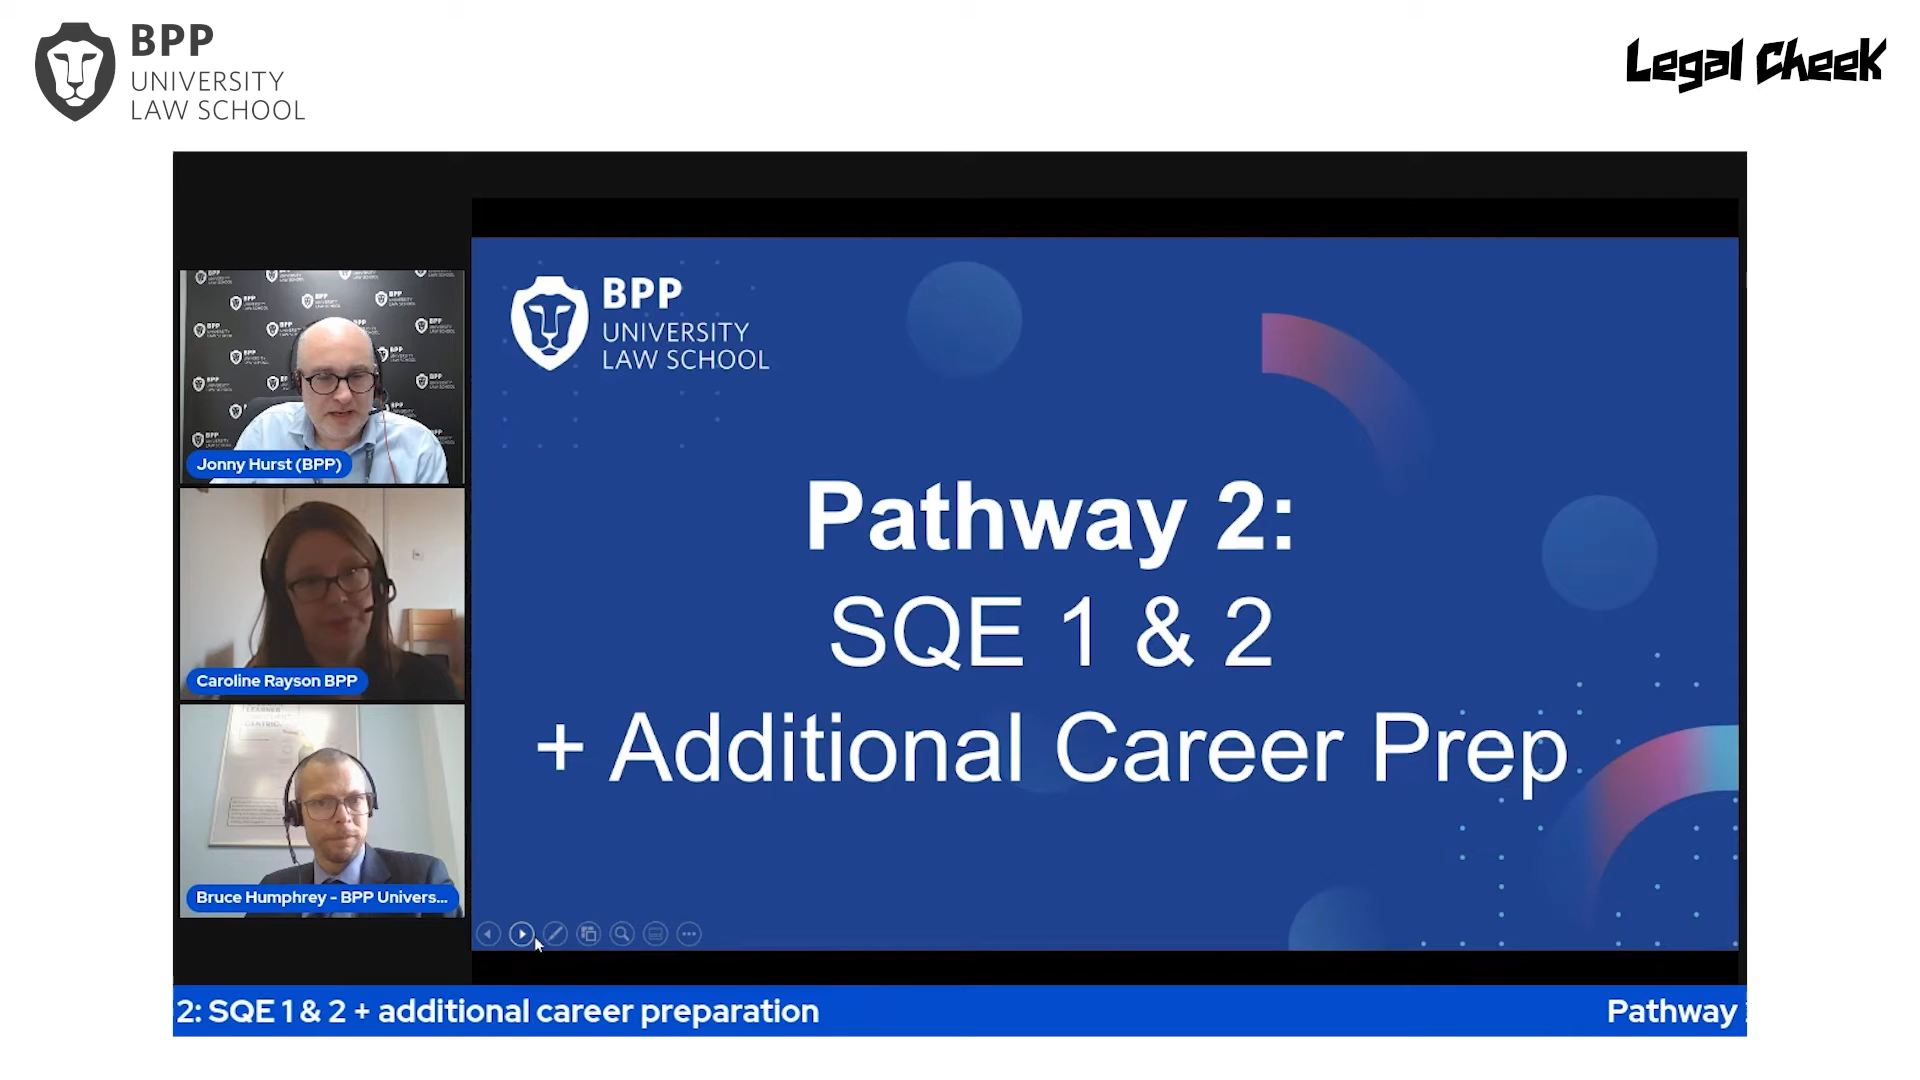 BPP
UNIVERSITY
LAW SCHOOL
Legal Cheek
Jonny Hurst (BPP)
Caroline Rayson BPP
Bruce Humphrey - BPP Univers...
BPP
UNIVERSITY
LAW SCHOOL
Pathway 2:
SQE 1 & 2
+ Additional Career Prep
2: SQE 1 & 2 + additional career preparation
Pathway